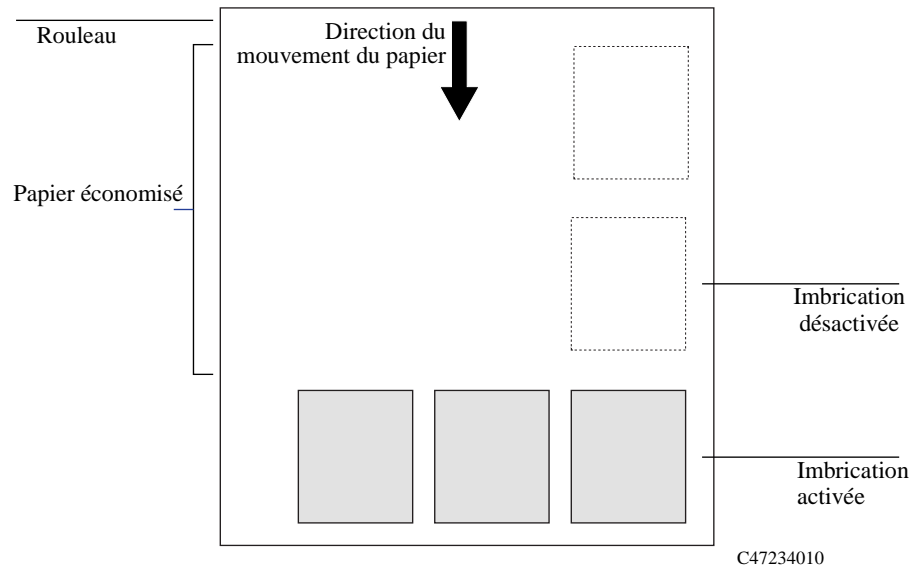 Rouleau
Direction du
mouvement du papier
Papier économisé
Imbrication
désactivée
Imbrication
activée
C47234010